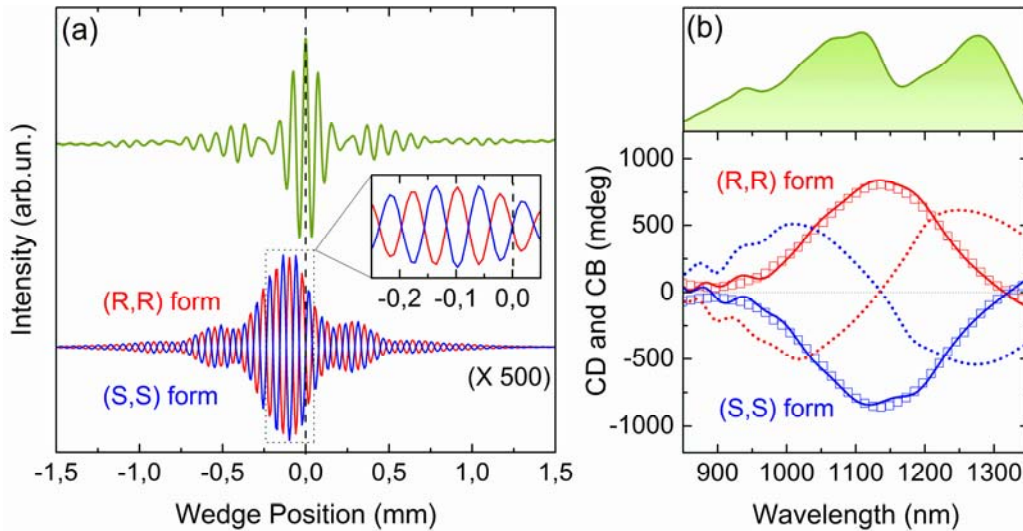 (a)
Intensity (arb.un.)
(R,R) form
(S,S) form
(X 500)
-0,2 -0,1 0,0
-1,5 -1,0 -0,5 0,0 0,5 1,0 1,5
Wedge Position (mm)
(b)
CD and CB (mdeg)
1000
500
0
-500
-1000
(R,R) form
(S,S) form
900 1000 1100 1200 1300
Wavelength (nm)